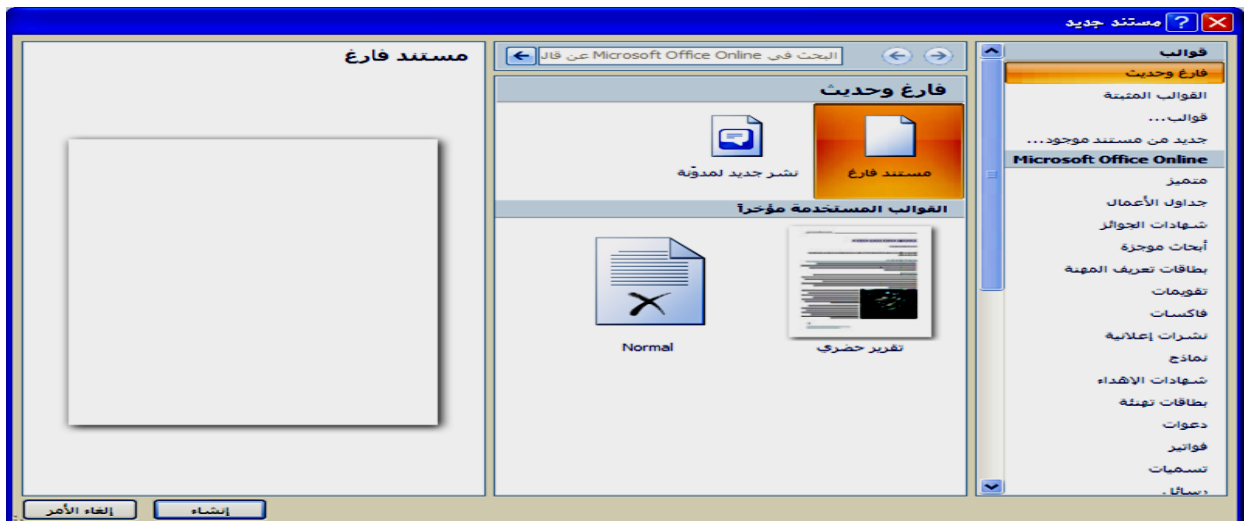 مستند جديد
قوالب
فارغ وحديث
القوالب المثبتة
قوالب...
جديد من مستند موجود...
Microsoft Office Online
متميز
جداول الأعمال
شهادات الجوائز
أبحاث موجزة
بطاقات تعريف المهنة
تقويمات
فاكسات
نشرات إعلانية
نماذج
شهادات الاهداء
بطاقات تهنئة
دعوات
فواتير
تسميات
رسائل
البحث في Microsoft Office Online عن قال
فارغ وحديث
مستند فارغ
نشر جديد لمدوّنة
القوالب المستخدمة مؤخراً
تقرير حضري
Normal
مستند فارغ
إنشاء
إلغاء الأمر